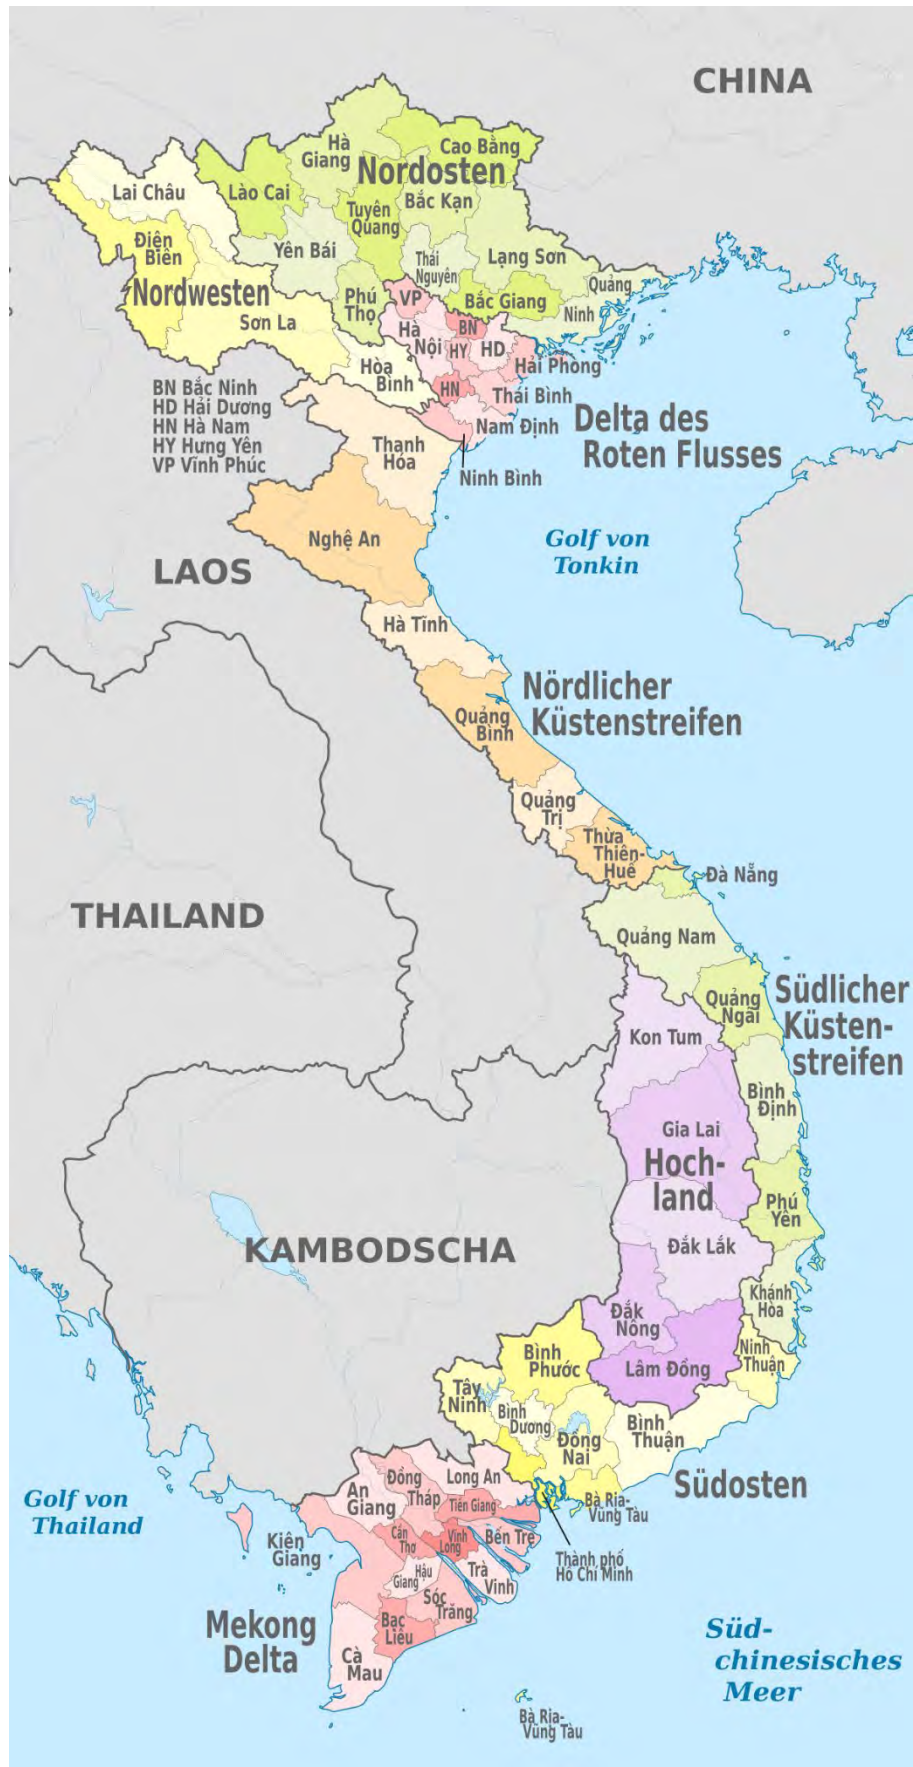 CHINA
Hà
Giang
Cao Bằng
Nordosten
Lai Châu
Lào Cai
Bắc Kạn
Tuyên
Quang
Điện
Biên
Yên Bái
Thái
Nguyên
Lạng Sơn
Quảng
Ninh
Nordwesten
Phú
Thọ
VP
Bắc Giang
Sơn La
Hà
Nội
BN
HY
HD
Hải Phòng
Hòa
Bình
HN
Thái Bình
BN Bắc Ninh
HD Hải Dương
HN Hà Nam
HY Hưng Yên
VP Vĩnh Phúc
Nam Định
Delta des
Roten Flusses
Thanh
Hóa
Ninh Bình
Nghệ An
Golf von
Tonkin
LAOS
Hà Tĩnh
Nördlicher
Küstenstreifen
Quảng
Bình
Quảng
Trị
Thừa
Thiên-
Huế
Đà Nẵng
THAILAND
Quảng Nam
Südlicher
Küsten-
streifen
Quảng
Ngãi
Kon Tum
Bình
Định
Gia Lai
Hoch-
land
Phú
Yên
KAMBODSCHA
Đắk Lắk
Khánh
Hòa
Đắk
Nông
Ninh
Thuận
Bình
Phước
Lâm Đồng
Tây
Ninh
Bình
Dương
Đồng
Nai
Bình
Thuận
Südosten
Long An
Đồng
Tháp
An
Giang
Tiền Giang
Bà Rịa-
Vũng Tàu
Golf von
Thailand
Kiên
Giang
Cần
Thơ
Vĩnh
Long
Bến Tre
Thành phố
Hồ Chí Minh
Hậu
Giang
Trà
Vinh
Sóc
Trăng
Mekong
Delta
Bạc
Liêu
Cà
Mau
Süd-
chinesisches
Meer
Bà Rịa-
Vũng Tàu